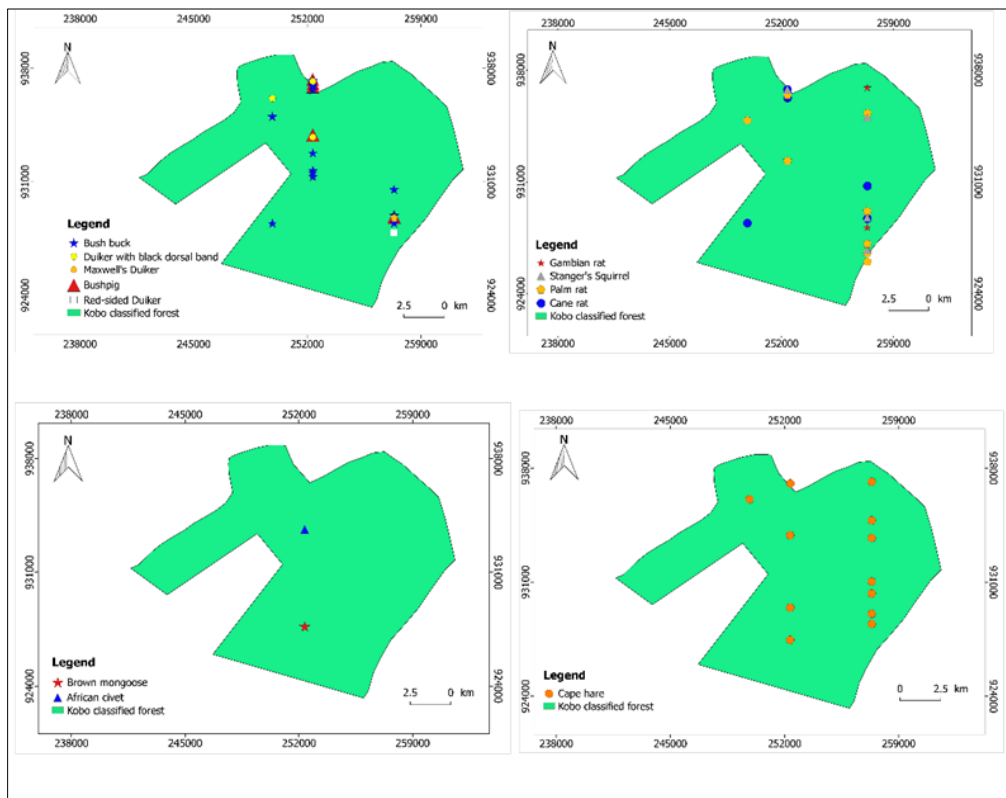 238000 245000 252000 259000
N
938000 938000
931000 931000
924000 924000
Legend
Bush buck
Duiker with black dorsal band
Maxwell's Duiker
Bushpig
Red-sided Duiker
Kobo classified forest
2.5 0 km
238000 245000 252000 259000
238000 245000 252000 259000
N
938000 938000
931000 931000
924000 924000
Legend
Gambian rat
Stanger's Squirrel
Palm rat
Cane rat
Kobo classified forest
2.5 0 km
238000 245000 252000 259000
238000 245000 252000 259000
N
938000 938000
931000 931000
924000 924000
Legend
Brown mongoose
African civet
Kobo classified forest
2.5 0 km
238000 245000 252000 259000
238000 245000 252000 259000
N
938000 938000
931000 931000
924000 924000
Legend
Cape hare
Kobo classified forest
0 2.5 km
238000 245000 252000 259000